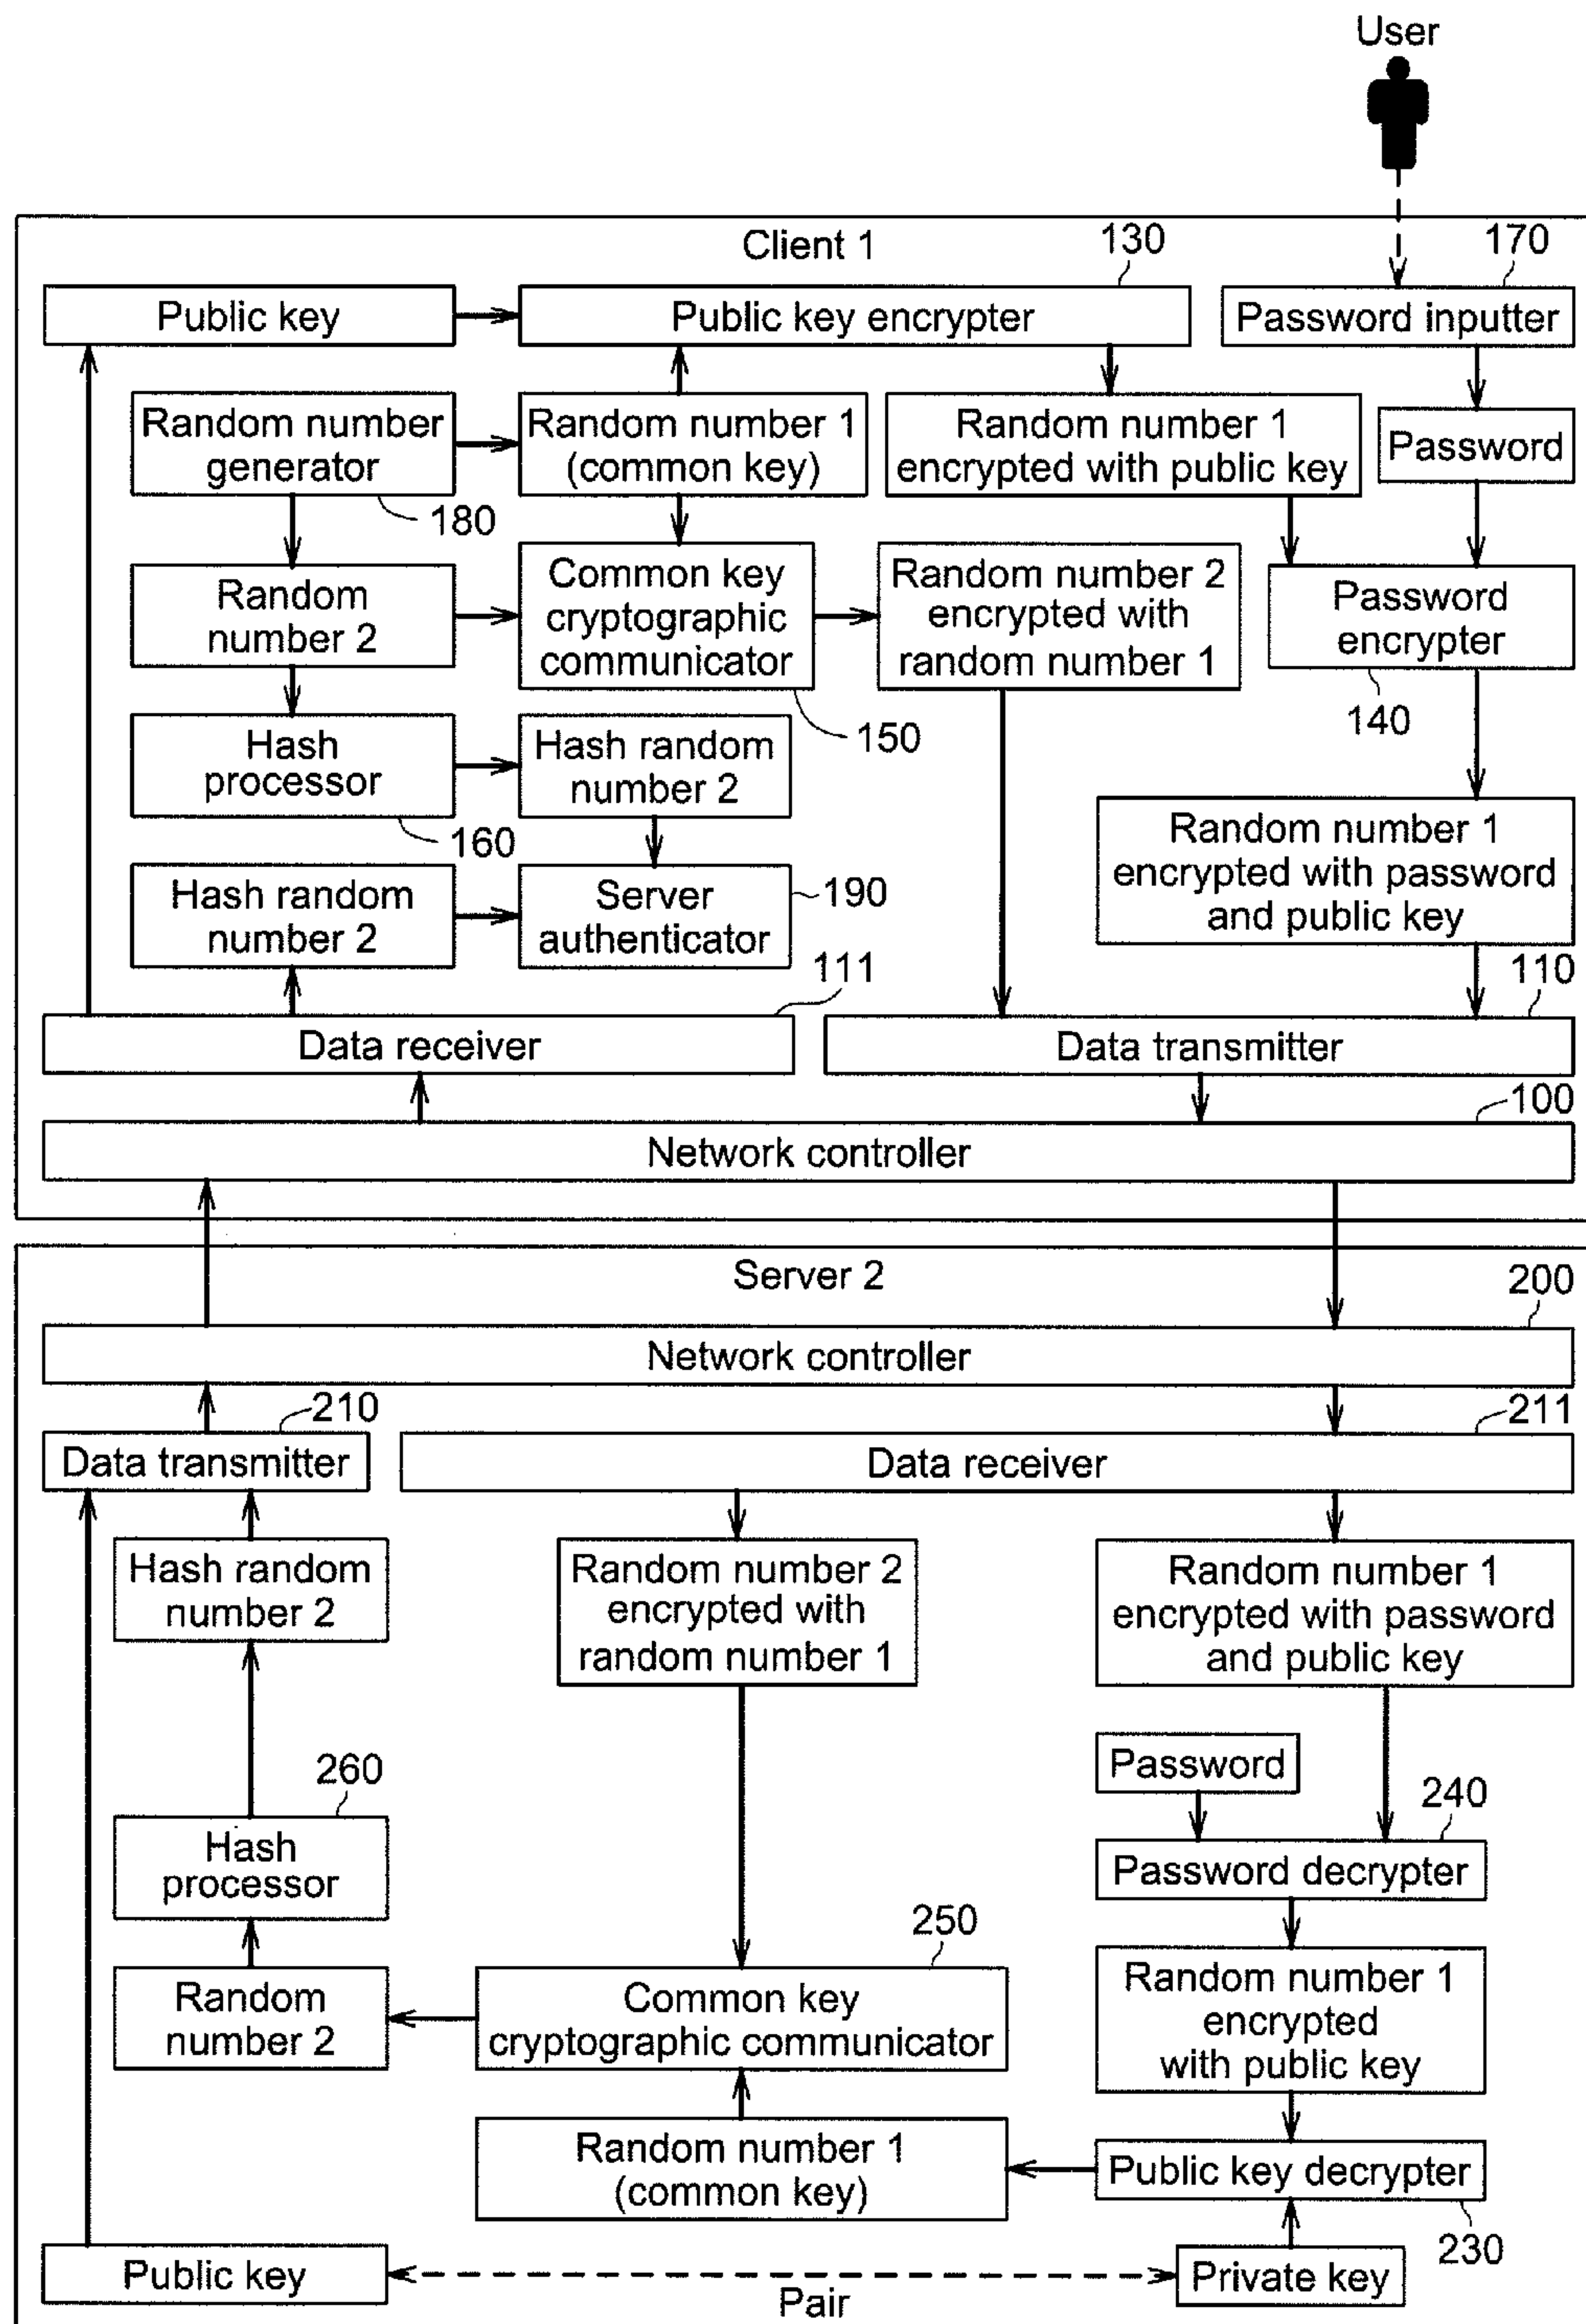 User
Client 1
130
170
Public key
Public key encrypter
Password inputter
Random number
generator
180
Random number 1
(common key)
Random number 1
encrypted with public key
Password
Random
number 2
Common key
cryptographic
communicator
150
Random number 2
encrypted with
random number 1
Password
encrypter
140
Hash
processor
160
Hash random
number 2
Random number 1
encrypted with password
and public key
Hash random
number 2
Server
authenticator
190
111
110
Data receiver
Data transmitter
100
Network controller
Server 2
200
Network controller
210
211
Data transmitter
Data receiver
Hash random
number 2
Random number 2
encrypted with
random number 1
Random number 1
encrypted with password
and public key
Password
260
240
Hash
processor
Password decrypter
250
Random
number 2
Common key
cryptographic communicator
Random number 1
encrypted
with public key
Random number 1
(common key)
Public key decrypter
230
Public key
Pair
Private key